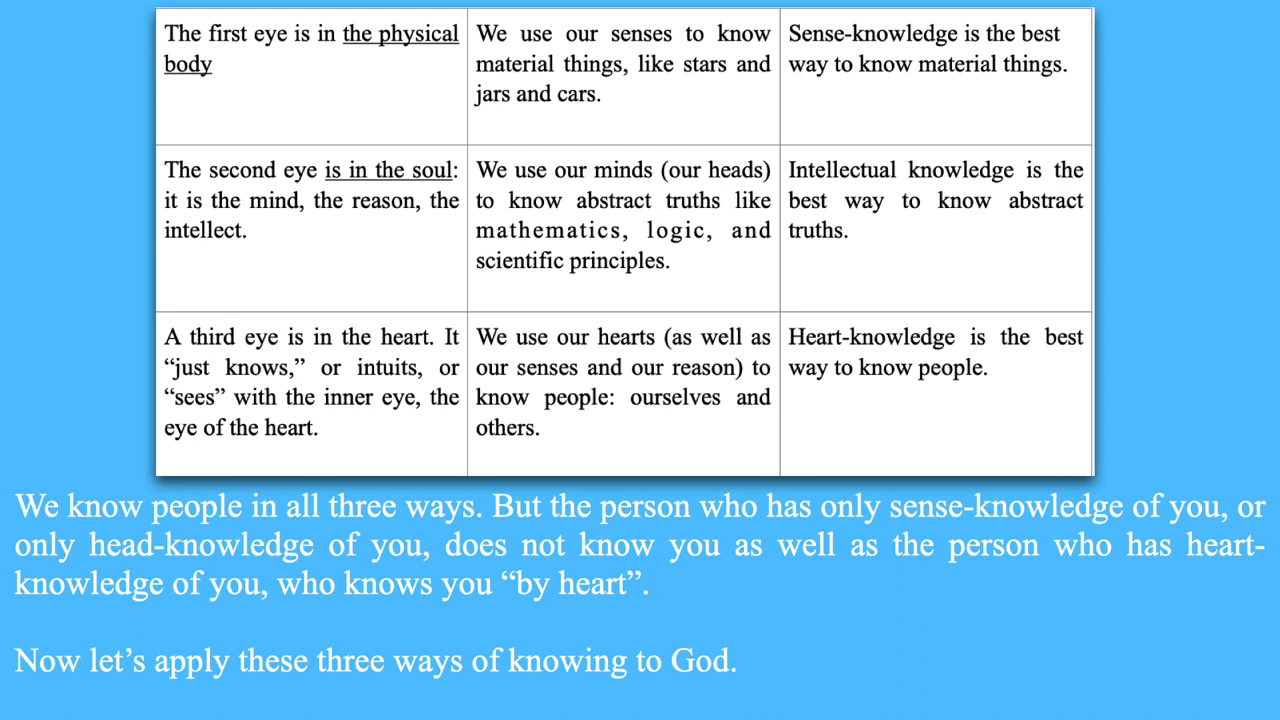 The first eye is in the physical
body
We use our senses to know
material things, like stars and
jars and cars.
Sense-knowledge is the best
way to know material things.
The second eye is in the soul:
it is the mind, the reason, the
intellect.
We use our minds (our heads)
to know abstract truths like
mathematics, logic, and
scientific principles.
Intellectual knowledge is the
best way to know abstract
truths.
A third eye is in the heart. It
“just knows,” or intuits, or
“sees” with the inner eye, the
eye of the heart.
We use our hearts (as well as
our senses and our reason) to
know people: ourselves and
others.
Heart-knowledge is the best
way to know people.
We know people in all three ways. But the person who has only sense-knowledge of you, or
only head-knowledge of you, does not know you as well as the person who has heart-
knowledge of you, who knows you “by heart”.
Now let’s apply these three ways of knowing to God.